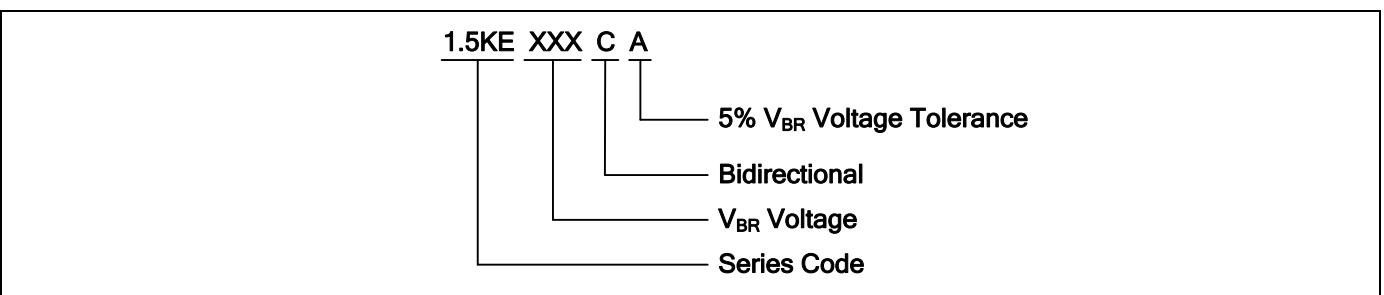 1.5KE XXX C A
5% VBR Voltage Tolerance
Bidirectional
VBR Voltage
Series Code